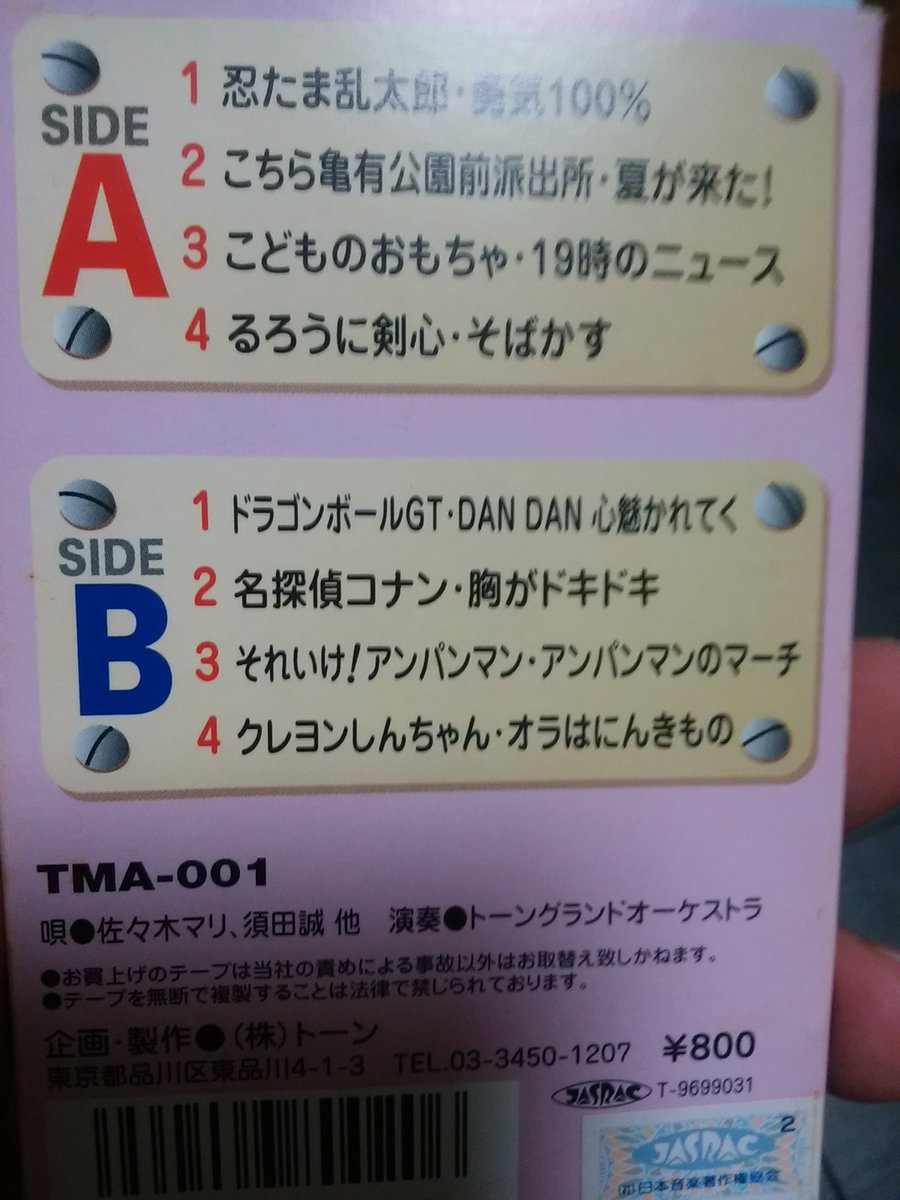 SIDE
A
1 忍たま乱太郎・勇気100%
2 こちら亀有公園前派出所・夏が来た!
3 こどものおもちゃ・19時のニュース
4 るろうに剣心・そばかす
SIDE
B
1 ドラゴンボールGT・DAN DAN 心魅かれてく
2 名探偵コナン・胸がドキドキ
3 それいけ!アンパンマン・アンパンマンのマーチ
4 クレヨンしんちゃん・オラはにんきもの
TMA-001
唄●佐々木マリ、須田誠 他　演奏●トーングランドオーケストラ
●お買上げのテープは当社の責めによる事故以外はお取替え致しかねます。
●テープを無断で複製することは法律で禁じられております。
企画・製作●(株)トーン
東京都品川区東品川4-1-3　TEL.03-3450-1207　¥800
JASRAC T-9699031
2
JASRAC
(社)日本音楽著作権協会